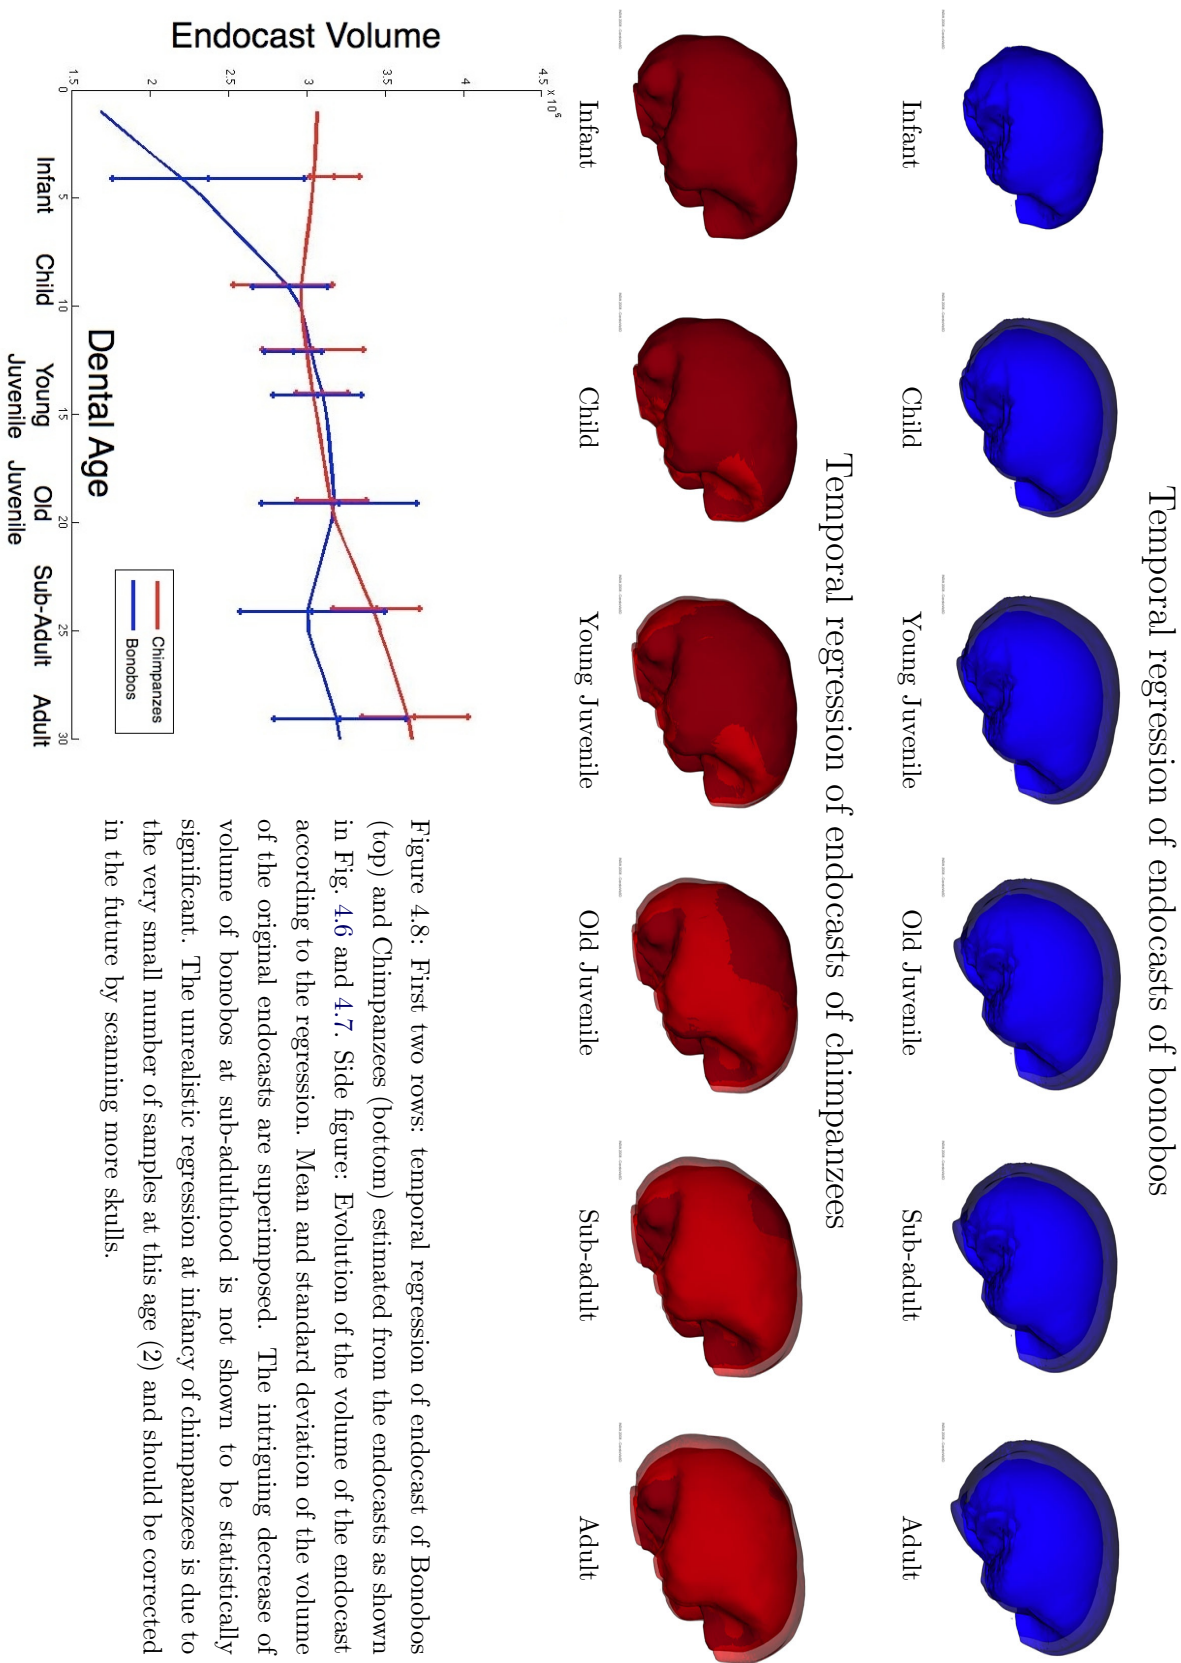 Temporal regression of endocasts of bonobos
Infant
Child
Young Juvenile
Old Juvenile
Sub-adult
Adult
Temporal regression of endocasts of chimpanzees
Infant
Child
Young Juvenile
Old Juvenile
Sub-adult
Adult
Endocast Volume
4.5 x 10^6
4
3.5
3
2.5
2
1.5
0
5
10
15
20
25
30
Infant
Child
Young
Juvenile
Old
Juvenile
Sub-Adult
Adult
Dental Age
Chimpanzes
Bonobos
Figure 4.8: First two rows: temporal regression of endocast of Bonobos
(top) and Chimpanzees (bottom) estimated from the endocasts as shown
in Fig. 4.6 and 4.7. Side figure: Evolution of the volume of the endocast
according to the regression. Mean and standard deviation of the volume
of the original endocasts are superimposed. The intriguing decrease of
volume of bonobos at sub-adulthood is not shown to be statistically
significant. The unrealistic regression at infancy of chimpanzees is due to
the very small number of samples at this age (2) and should be corrected
in the future by scanning more skulls.